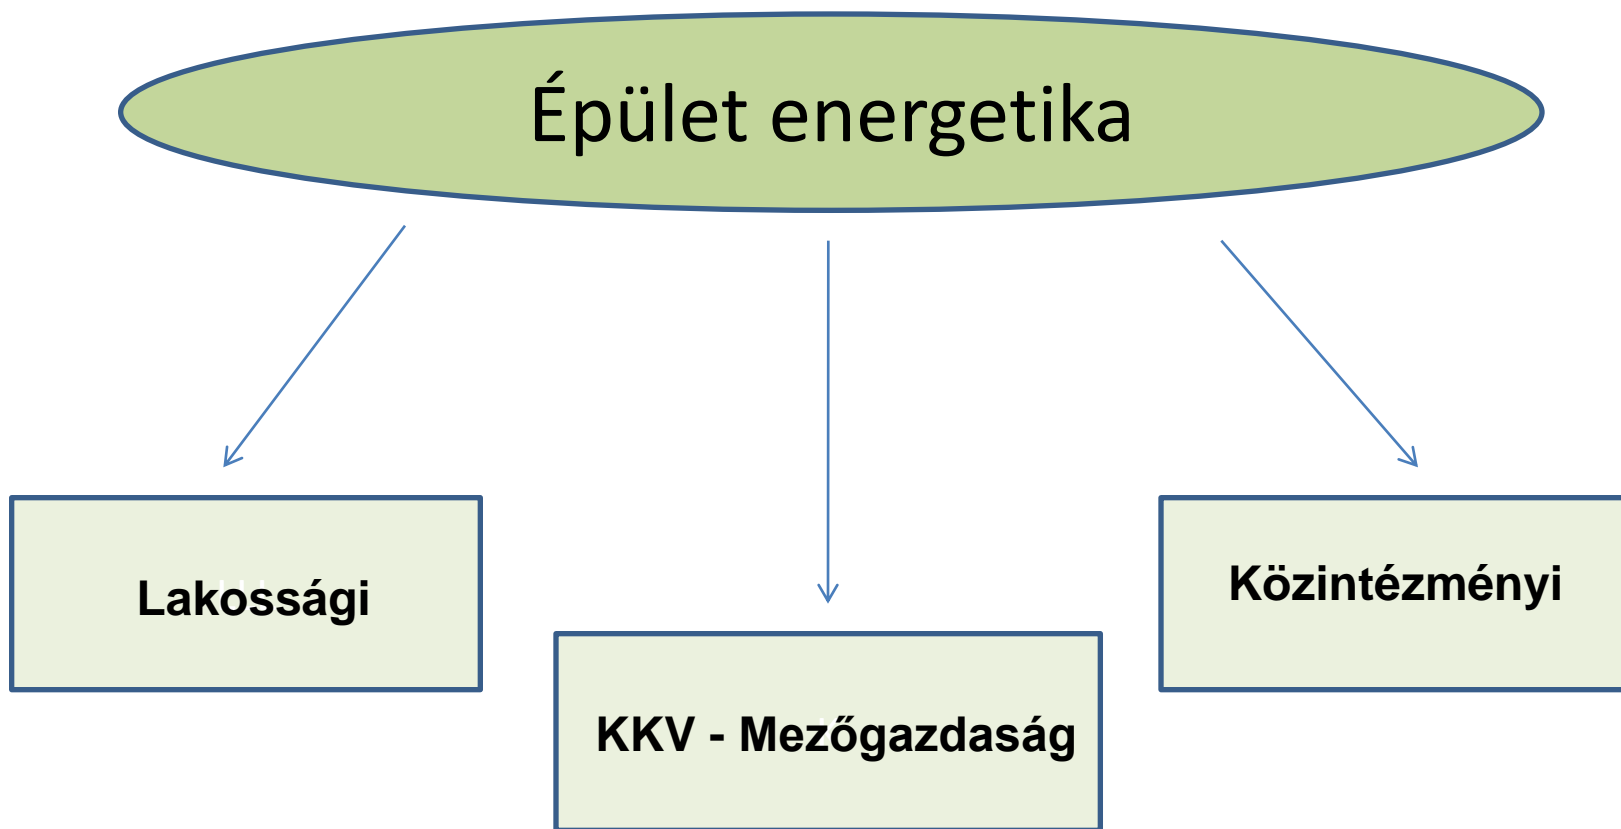 Épület energetika
Lakossági
Közintézményi
KKV - Mezőgazdaság